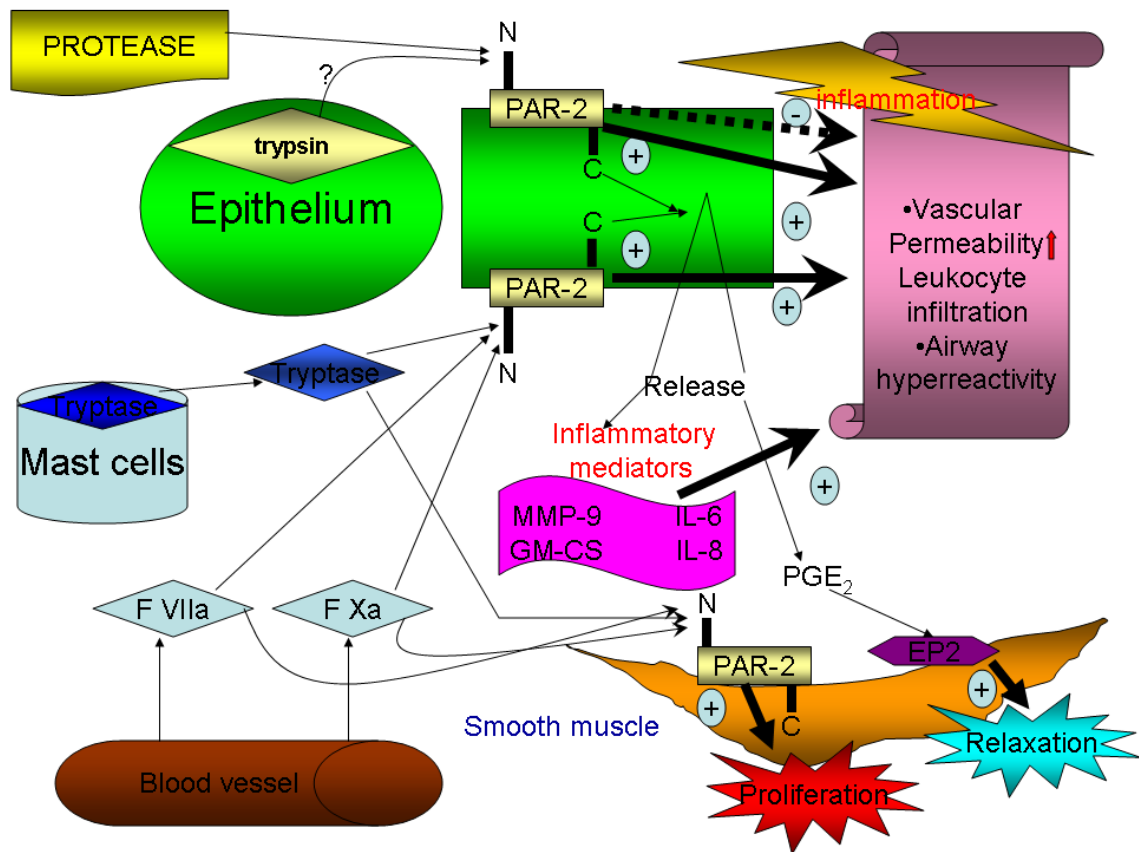 PROTEASE
N
?
PAR-2
inflammation
-
trypsin
+
C
Epithelium
•Vascular
Permeability
Leukocyte
infiltration
•Airway
hyperreactivity
C
+
+
PAR-2
+
N
Tryptase
Tryptase
Mast cells
Release
Inflammatory
mediators
+
MMP-9 IL-6
GM-CS IL-8
PGE2
F VIIa
F Xa
N
PAR-2
EP2
+
+
C
Smooth muscle
Relaxation
Blood vessel
Proliferation